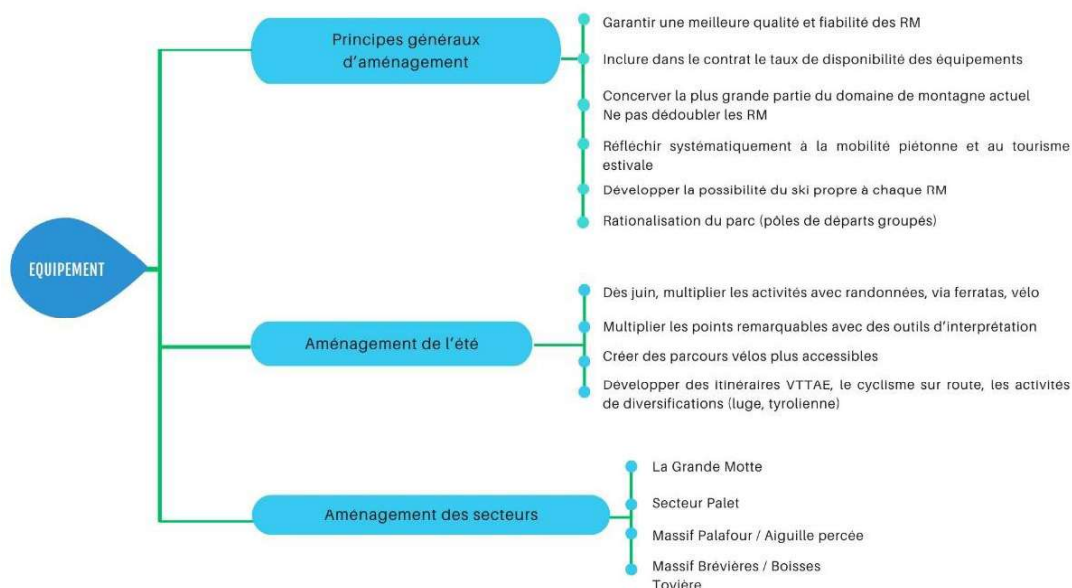 EQUIPEMENT
Principes généraux
d'aménagement
Garantir une meilleure qualité et fiabilité des RM
Inclure dans le contrat le taux de disponibilité des équipements
Concerver la plus grande partie du domaine de montagne actuel
Ne pas dédoubler les RM
Réfléchir systématiquement à la mobilité piétonne et au tourisme
estivale
Développer la possibilité du ski propre à chaque RM
Rationalisation du parc (pôles de départs groupés)
Aménagement de l'été
Dès juin, multiplier les activités avec randonnées, via ferratas, vélo
Multiplier les points remarquables avec des outils d'interprétation
Créer des parcours vélos plus accessibles
Développer des itinéraires VTTAE, le cyclisme sur route, les activités
de diversifications (luge, tyrolienne)
Aménagement des secteurs
La Grande Motte
Secteur Palet
Massif Palafour / Aiguille percée
Massif Brévières / Boisses
Tovière